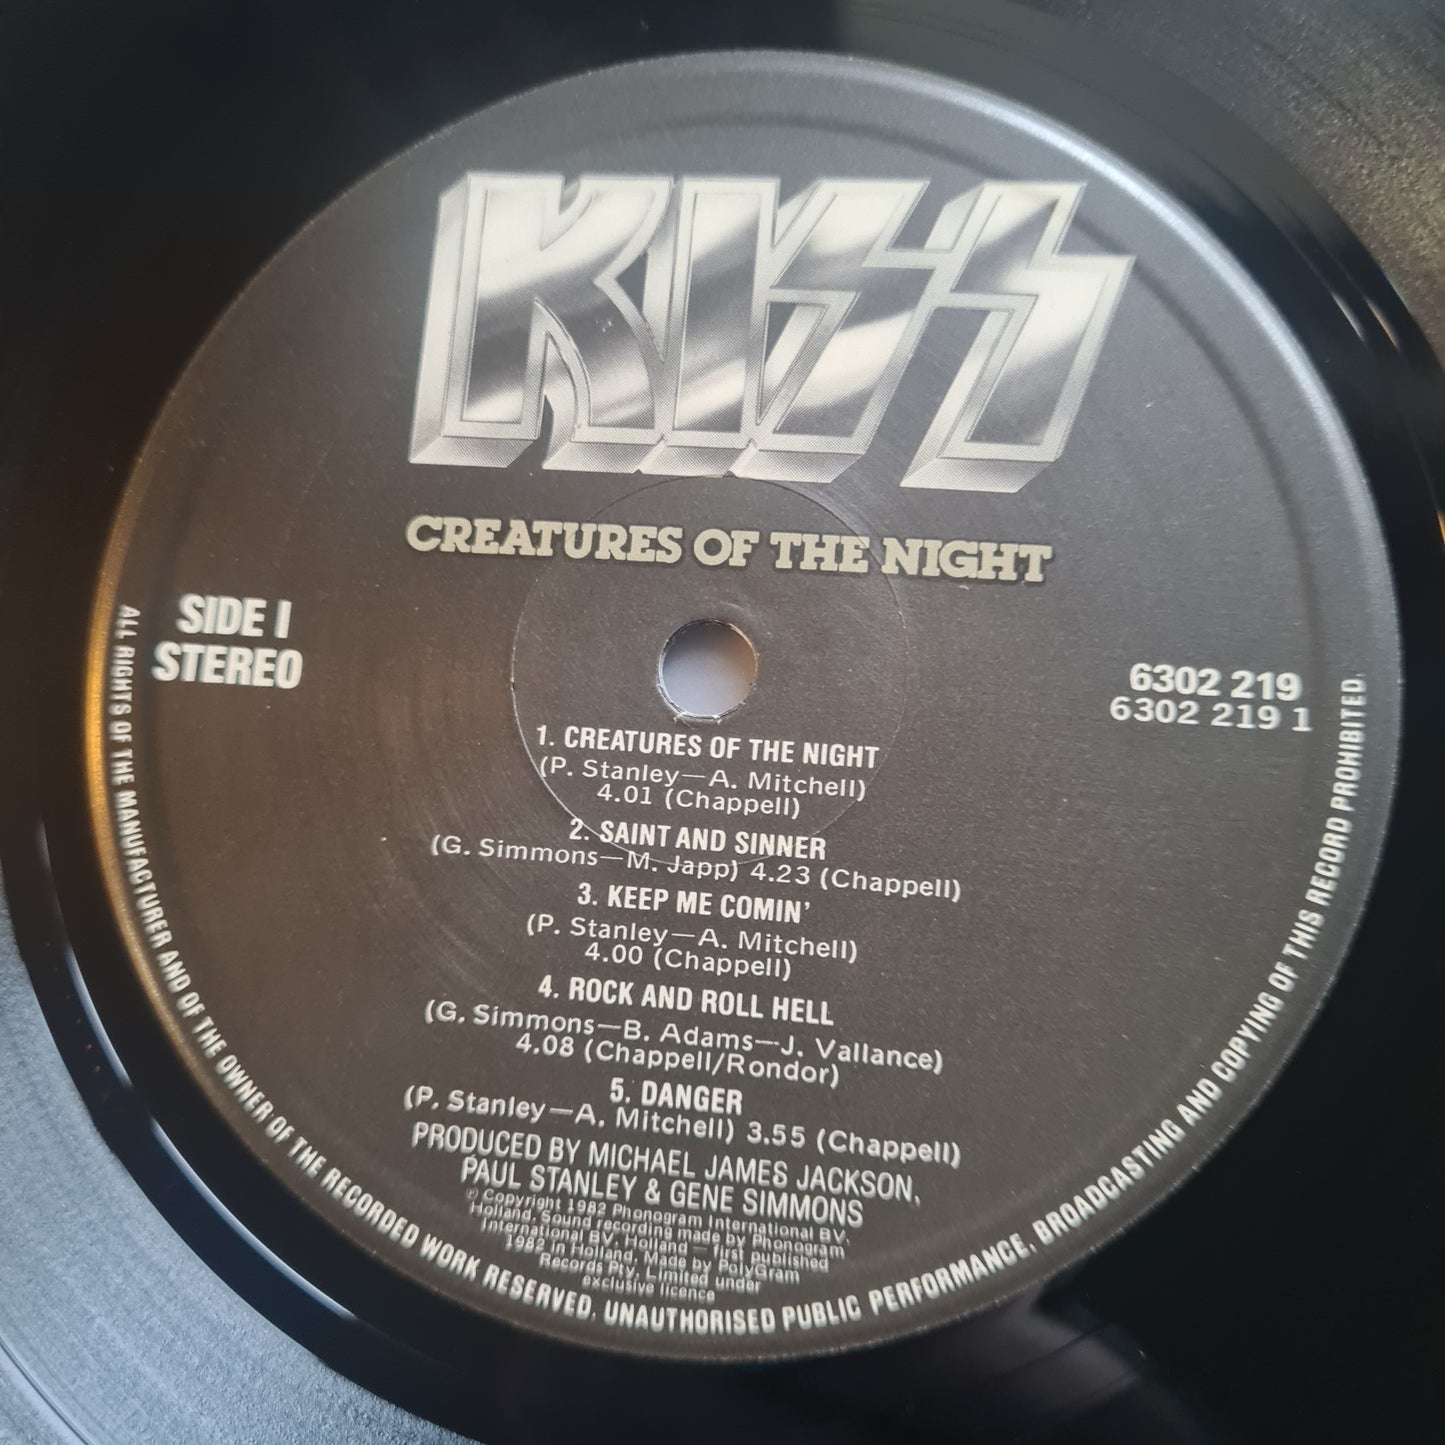 KISS
CREATURES OF THE NIGHT
SIDE I
STEREO
6302 219
6302 219 1
1. CREATURES OF THE NIGHT
(P. Stanley—A. Mitchell)
4.01 (Chappell)
2. SAINT AND SINNER
(G. Simmons—M. Japp) 4.23 (Chappell)
3. KEEP ME COMIN'
(P. Stanley—A. Mitchell)
4.00 (Chappell)
4. ROCK AND ROLL HELL
(G. Simmons—B. Adams—J. Vallance)
4.08 (Chappell/Rondor)
5. DANGER
(P. Stanley—A. Mitchell) 3.55 (Chappell)
PRODUCED BY MICHAEL JAMES JACKSON,
PAUL STANLEY & GENE SIMMONS
© Copyright 1982 Phonogram International BV.
Holland, Sound recording made by Phonogram
International BV, Holland — first published
1982 in Holland, Made by PolyGram
Records Pty. Limited under
exclusive licence
ALL RIGHTS OF THE MANUFACTURER AND OF THE OWNER OF THE RECORDED WORK RESERVED. UNAUTHORISED PUBLIC PERFORMANCE, BROADCASTING AND COPYING OF THIS RECORD PROHIBITED.